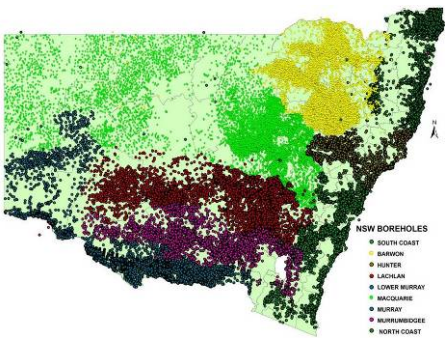 N
NSW BOREHOLES
SOUTH COAST
BARWON
HUNTER
LACHLAN
LOWER MURRAY
MACQUARIE
MURRAY
MURRUMBIDGEE
NORTH COAST